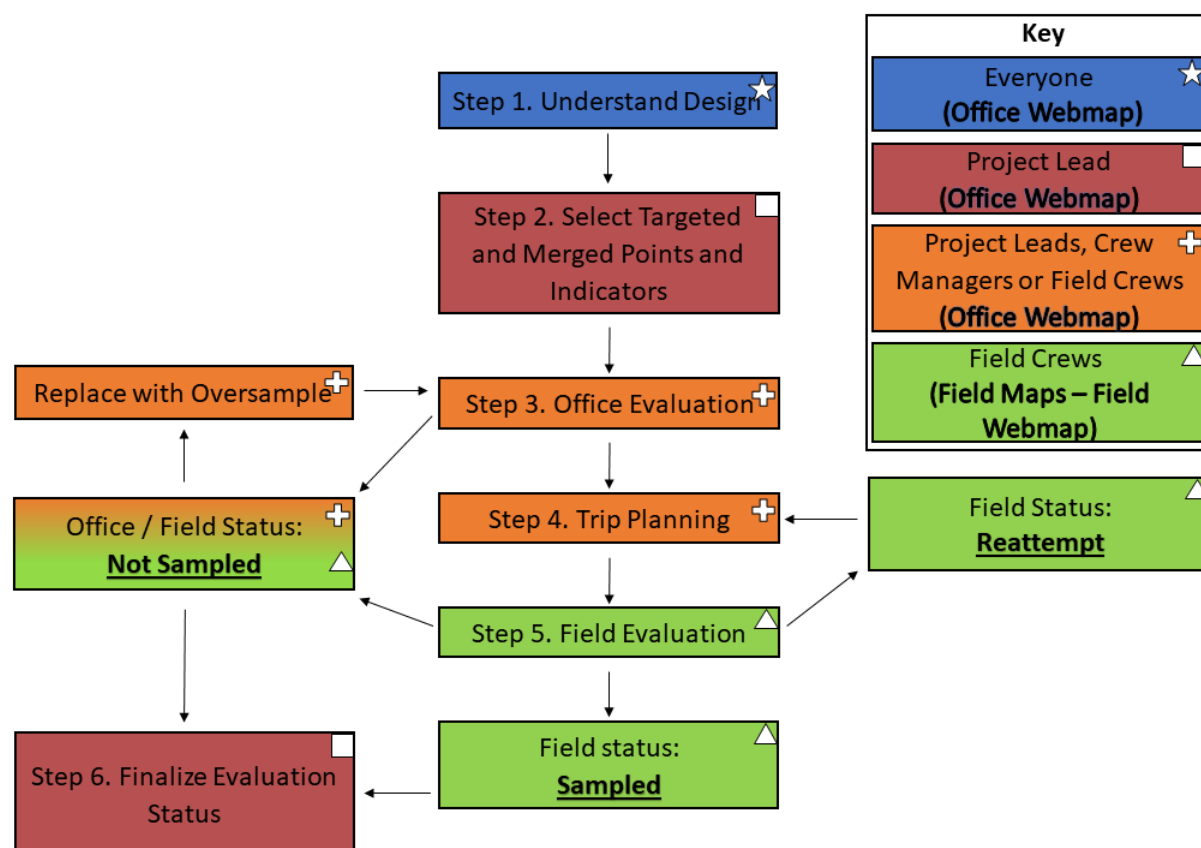 Key
Everyone
(Office Webmap)
Project Lead
(Office Webmap)
Project Leads, Crew
Managers or Field Crews
(Office Webmap)
Field Crews
(Field Maps – Field
Webmap)
Step 1. Understand Design
Step 2. Select Targeted
and Merged Points and
Indicators
Replace with Oversample
Step 3. Office Evaluation
Office / Field Status:
Not Sampled
Step 4. Trip Planning
Field Status:
Reattempt
Step 5. Field Evaluation
Field status:
Sampled
Step 6. Finalize Evaluation
Status